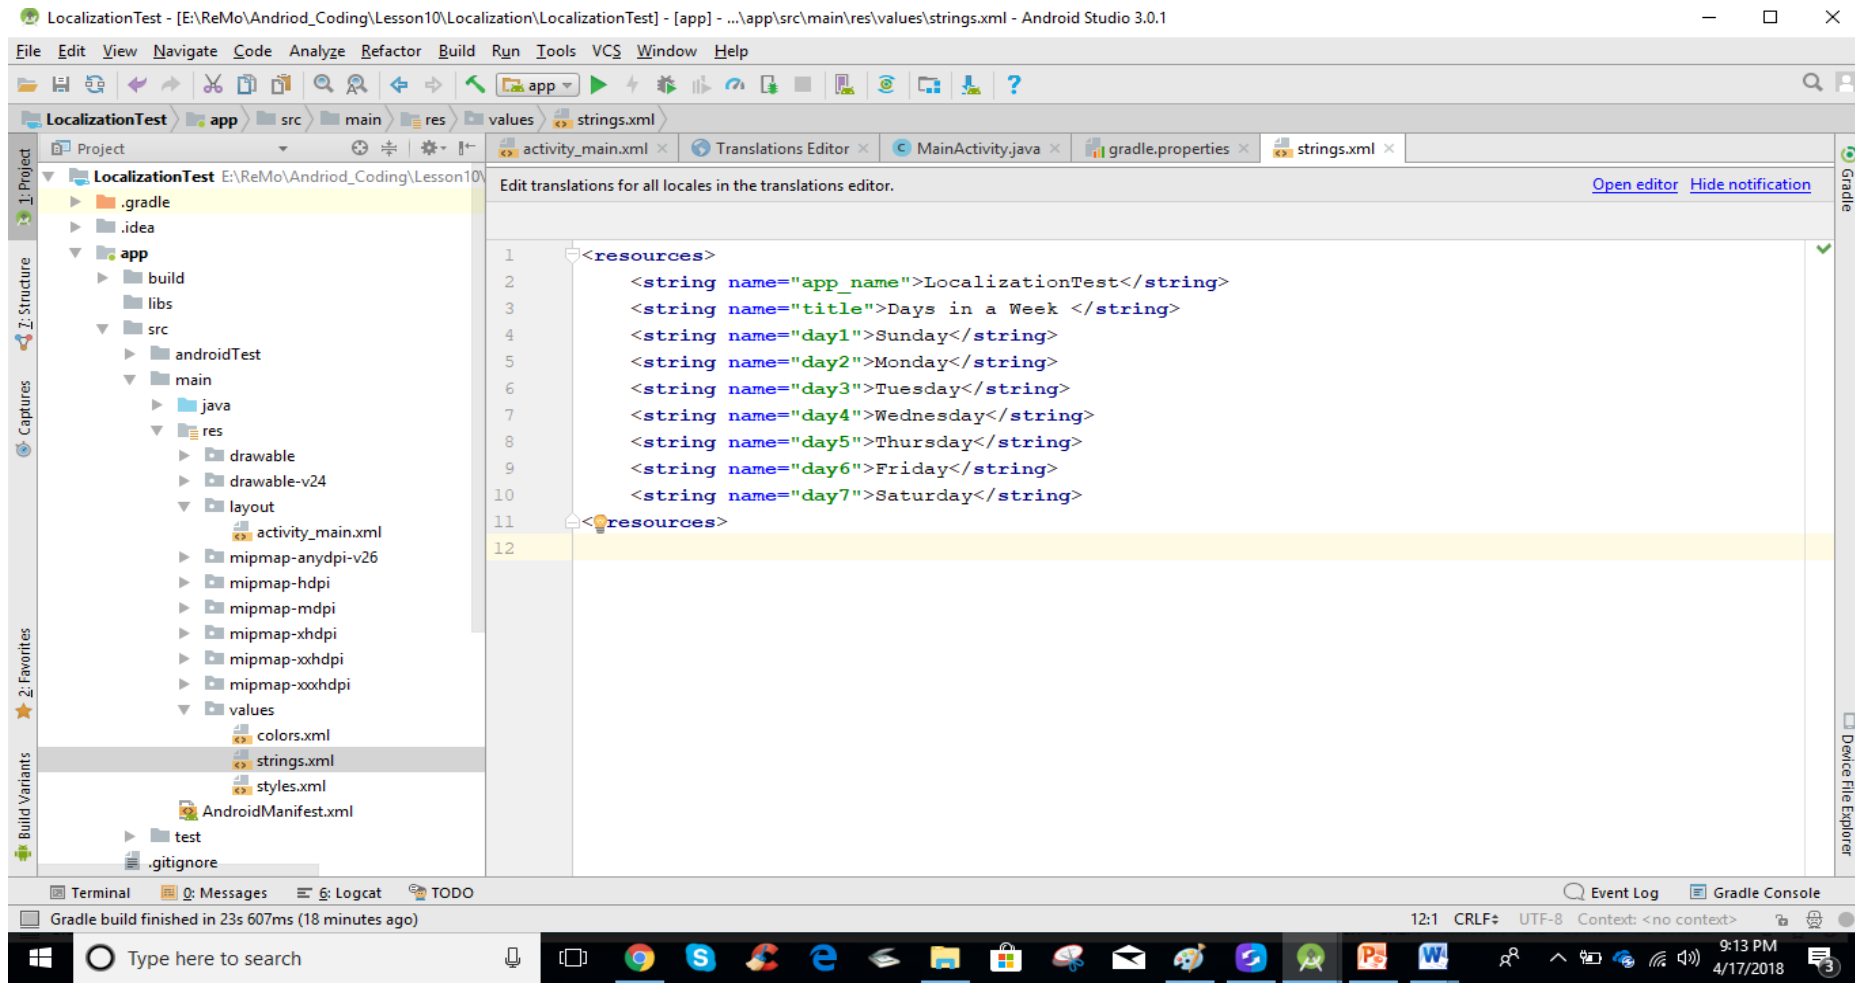 LocalizationTest - [E:\ReMo\Andriod_Coding\Lesson10\Localization\LocalizationTest] - [app] - ...\app\src\main\res\values\strings.xml - Android Studio 3.0.1
File Edit View Navigate Code Analyze Refactor Build Run Tools VCS Window Help
app
LocalizationTest app src main res values strings.xml
Project
activity_main.xml Translations Editor MainActivity.java gradle.properties strings.xml
1: Project
Z: Structure
Captures
2: Favorites
Build Variants
LocalizationTest E:\ReMo\Andriod_Coding\Lesson10\
.gradle
.idea
app
build
libs
src
androidTest
main
java
res
drawable
drawable-v24
layout
activity_main.xml
mipmap-anydpi-v26
mipmap-hdpi
mipmap-mdpi
mipmap-xhdpi
mipmap-xxhdpi
mipmap-xxxhdpi
values
colors.xml
strings.xml
styles.xml
AndroidManifest.xml
test
.gitignore
Edit translations for all locales in the translations editor. Open editor Hide notification
1 <resources>
2 <string name="app_name">LocalizationTest</string>
3 <string name="title">Days in a Week </string>
4 <string name="day1">Sunday</string>
5 <string name="day2">Monday</string>
6 <string name="day3">Tuesday</string>
7 <string name="day4">Wednesday</string>
8 <string name="day5">Thursday</string>
9 <string name="day6">Friday</string>
10 <string name="day7">Saturday</string>
11 <resources>
12
Gradle
Device File Explorer
Terminal 0: Messages 6: Logcat TODO Event Log Gradle Console
Gradle build finished in 23s 607ms (18 minutes ago) 12:1 CRLF UTF-8 Context: <no context>
Type here to search
9:13 PM
4/17/2018
3